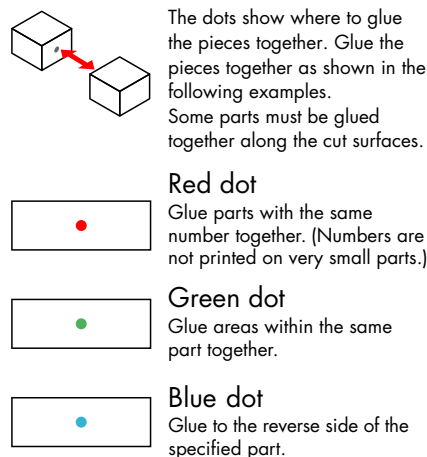 The dots show where to glue
the pieces together. Glue the
pieces together as shown in the
following examples.
Some parts must be glued
together along the cut surfaces.
Red dot
Glue parts with the same
number together. (Numbers are
not printed on very small parts.)
Green dot
Glue areas within the same
part together.
Blue dot
Glue to the reverse side of the
specified part.